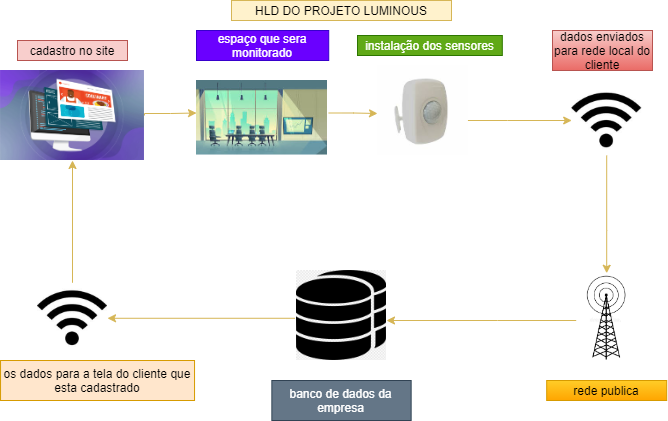 HLD DO PROJETO LUMINOUS
cadastro no site
espaço que sera
monitorado
instalação dos sensores
dados enviados
para rede local do
cliente
os dados para a tela do cliente que
esta cadastrado
banco de dados da
empresa
rede publica